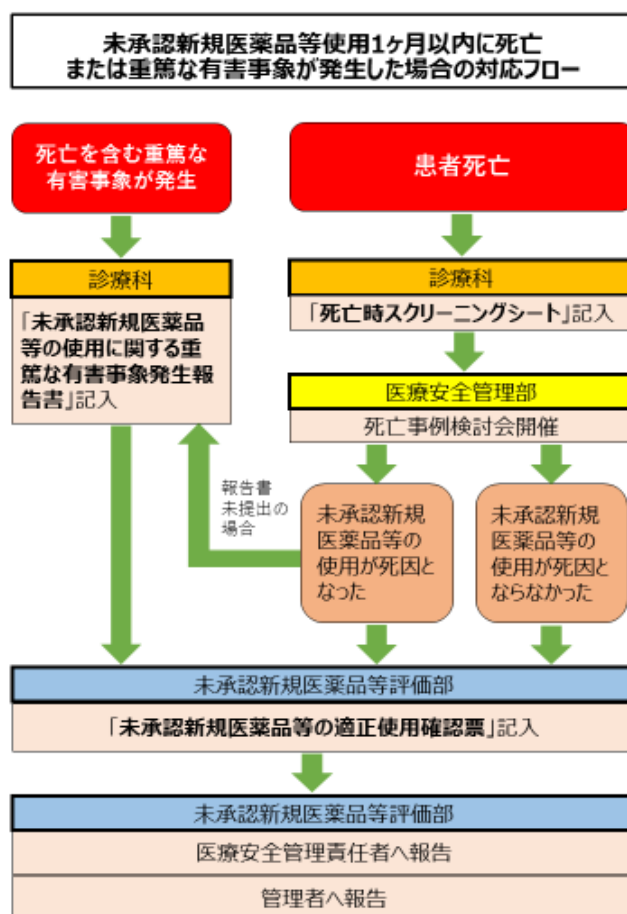 未承認新規医薬品等使用1ヶ月以内に死亡
または重篤な有害事象が発生した場合の対応フロー
死亡を含む重篤な
有害事象が発生
患者死亡
診療科
「未承認新規医薬品
等の使用に関する重
篤な有害事象発生報
告書」記入
診療科
「死亡時スクリーニングシート」記入
医療安全管理部
死亡事例検討会開催
報告書
未提出の
場合
未承認新規
医薬品等の
使用が死因と
なった
未承認新規
医薬品等の
使用が死因と
ならなかった
未承認新規医薬品等評価部
「未承認新規医薬品等の適正使用確認票」記入
未承認新規医薬品等評価部
医療安全管理責任者へ報告
管理者へ報告